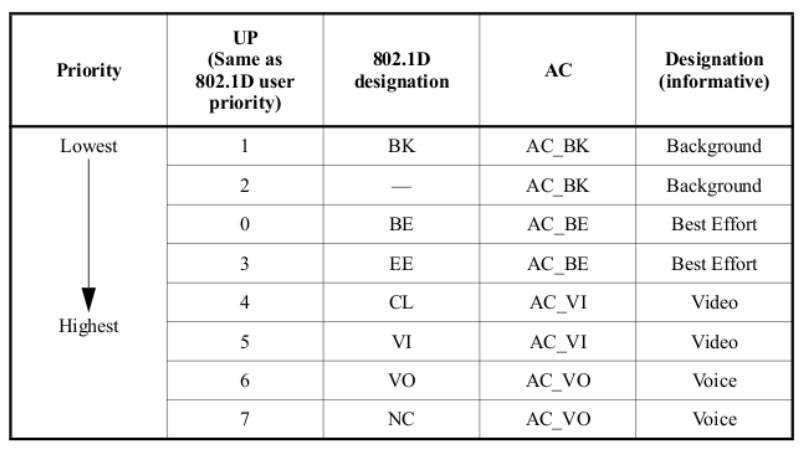 Priority UP (Same as 802.1D user priority) 802.1D designation AC Designation (informative)
Lowest 1 BK AC_BK Background
2 — AC_BK Background
0 BE AC_BE Best Effort
3 EE AC_BE Best Effort
4 CL AC_VI Video
Highest 5 VI AC_VI Video
6 VO AC_VO Voice
7 NC AC_VO Voice